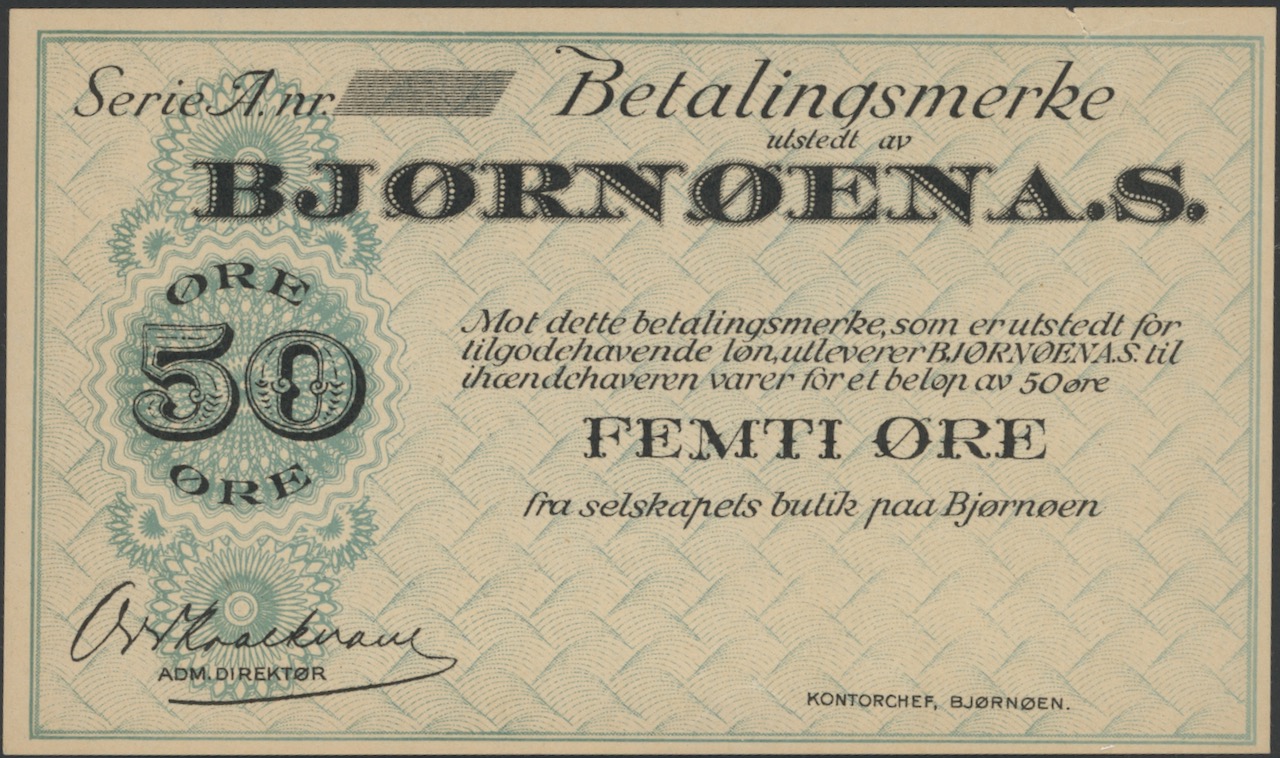 Serie A. nr.
Betalingsmerke
utstedt av
BJØRNØEN A.S.
ØRE
50
ØRE
Mot dette betalingsmerke, som er utstedt for
tilgodehavende løn, utleverer BJØRNØEN A.S. til
ihændehaveren varer for et beløp av 50 øre
FEMTI ØRE
fra selskapets butik paa Bjørnøen
ADM. DIREKTØR
KONTORCHEF, BJØRNØEN.